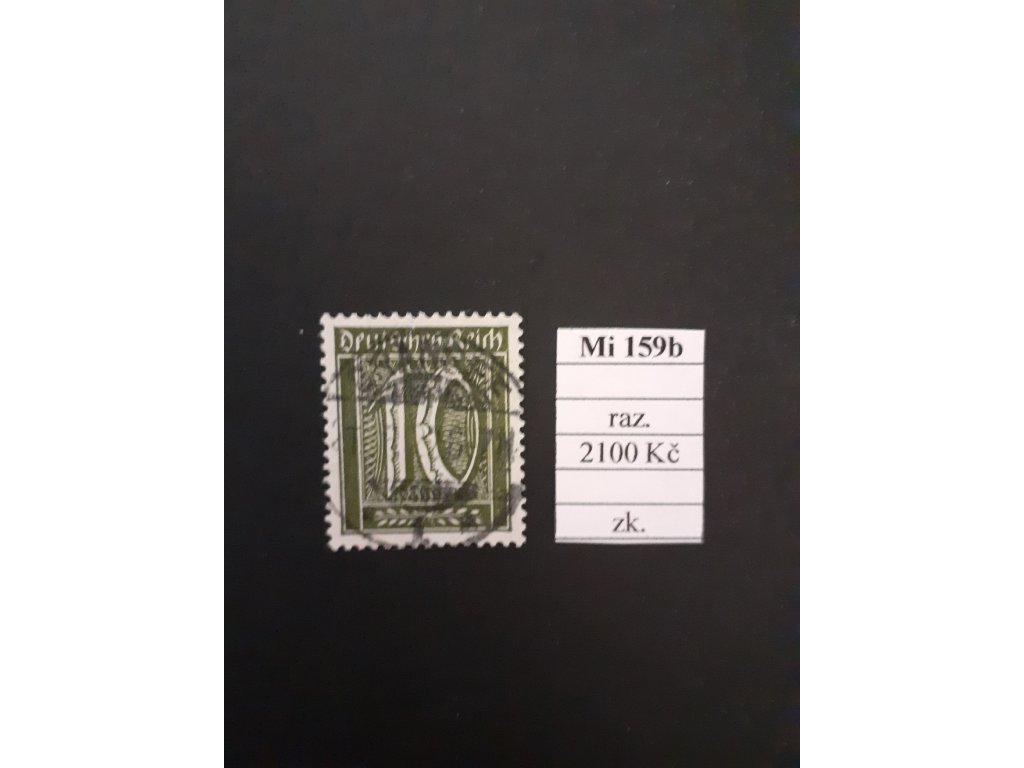 Deutsches Reich
10
Mi 159b
raz.
2100 Kč
zk.